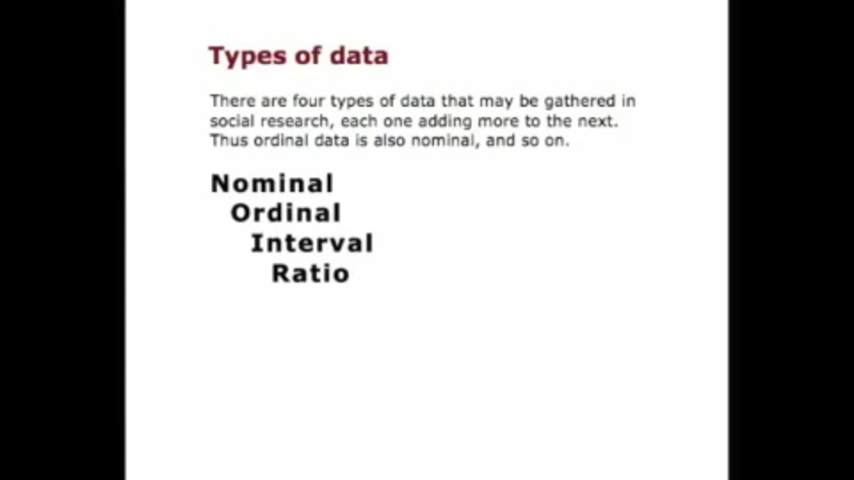 Types of data
There are four types of data that may be gathered in
social research, each one adding more to the next.
Thus ordinal data is also nominal, and so on.
Nominal
Ordinal
Interval
Ratio